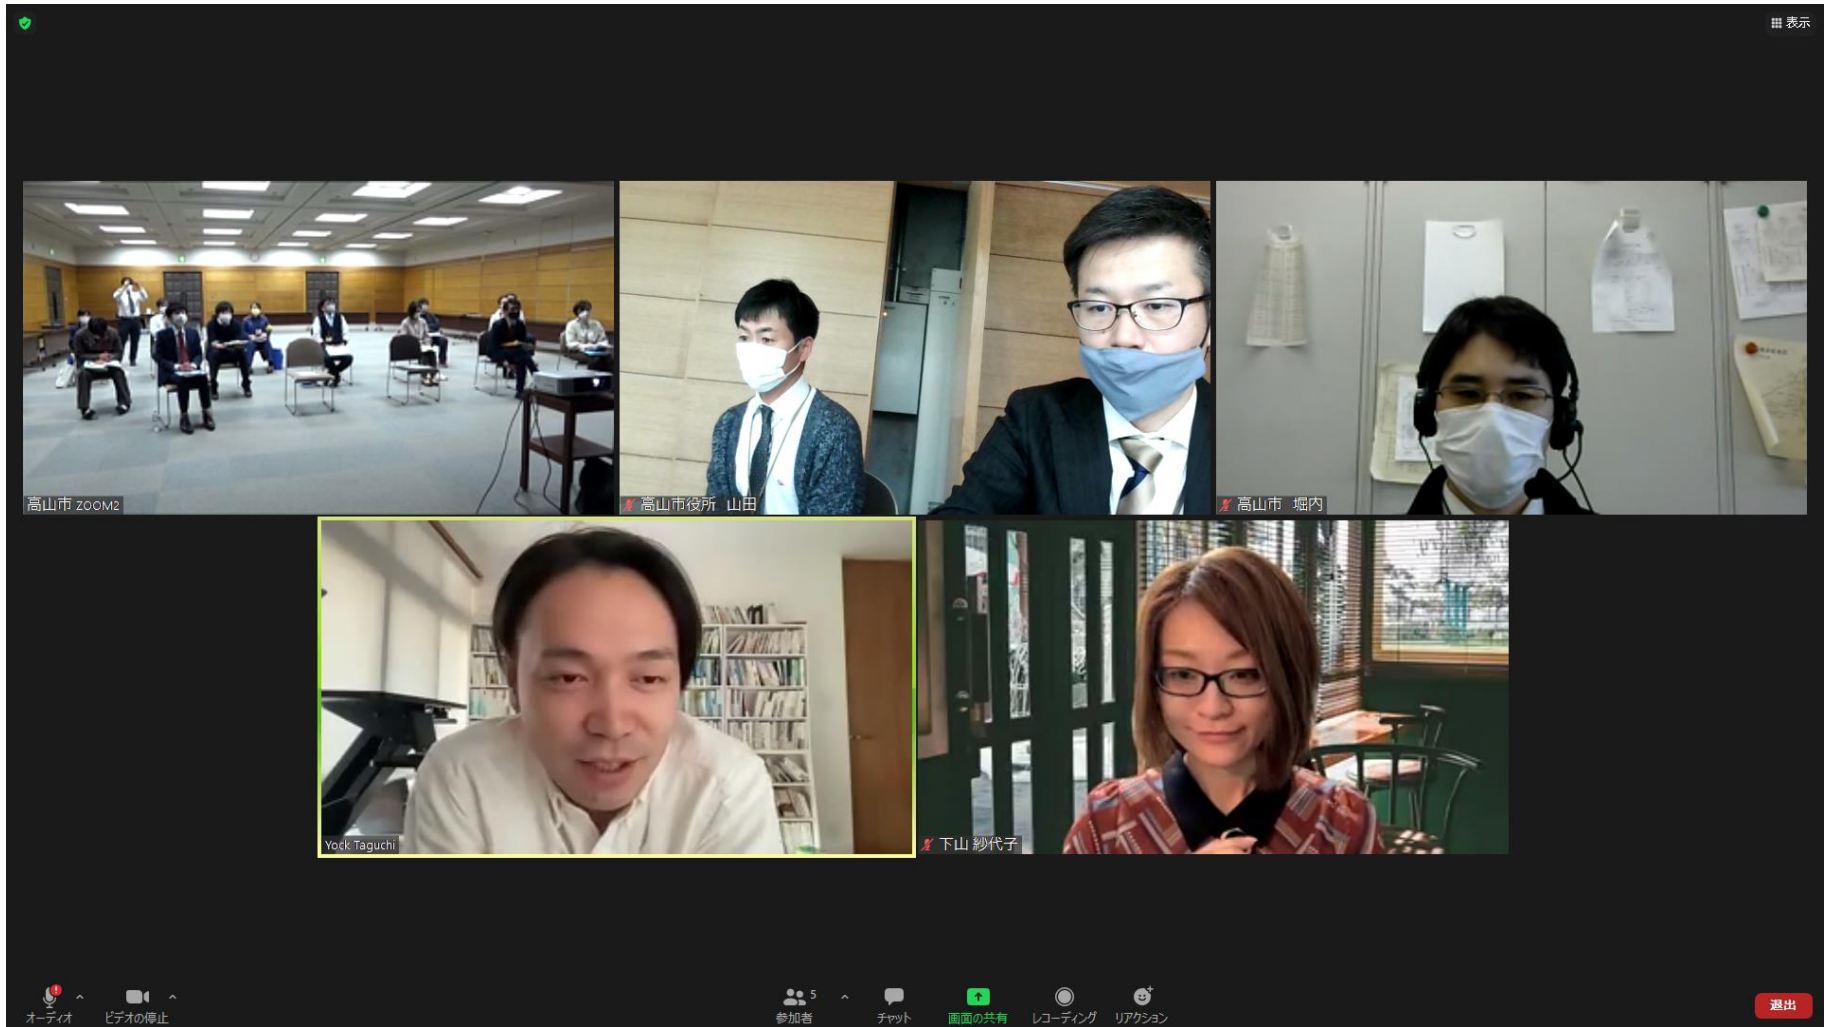 表示
高山市 ZOOM2
高山市役所 山田
高山市 堀内
Yock Taguchi
下山 紗代子
オーディオ
ビデオの停止
参加者
5
チャット
画面の共有
レコーディング
リアクション
退出